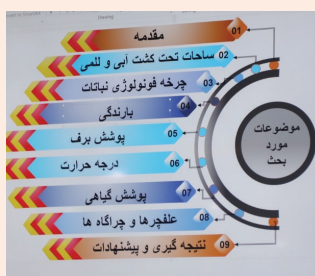 01 مقدمه
02 ساحات تحت کشت آبی و للمی
03 چرخه فونولوژی نباتات
04 بارندگی
05 پوشش برف
06 درجه حرارت
07 پوشش گیاهی
08 علفچرها و چراگاه ها
09 نتیجه گیری و پیشنهادات
موضوعات
مورد
بحث